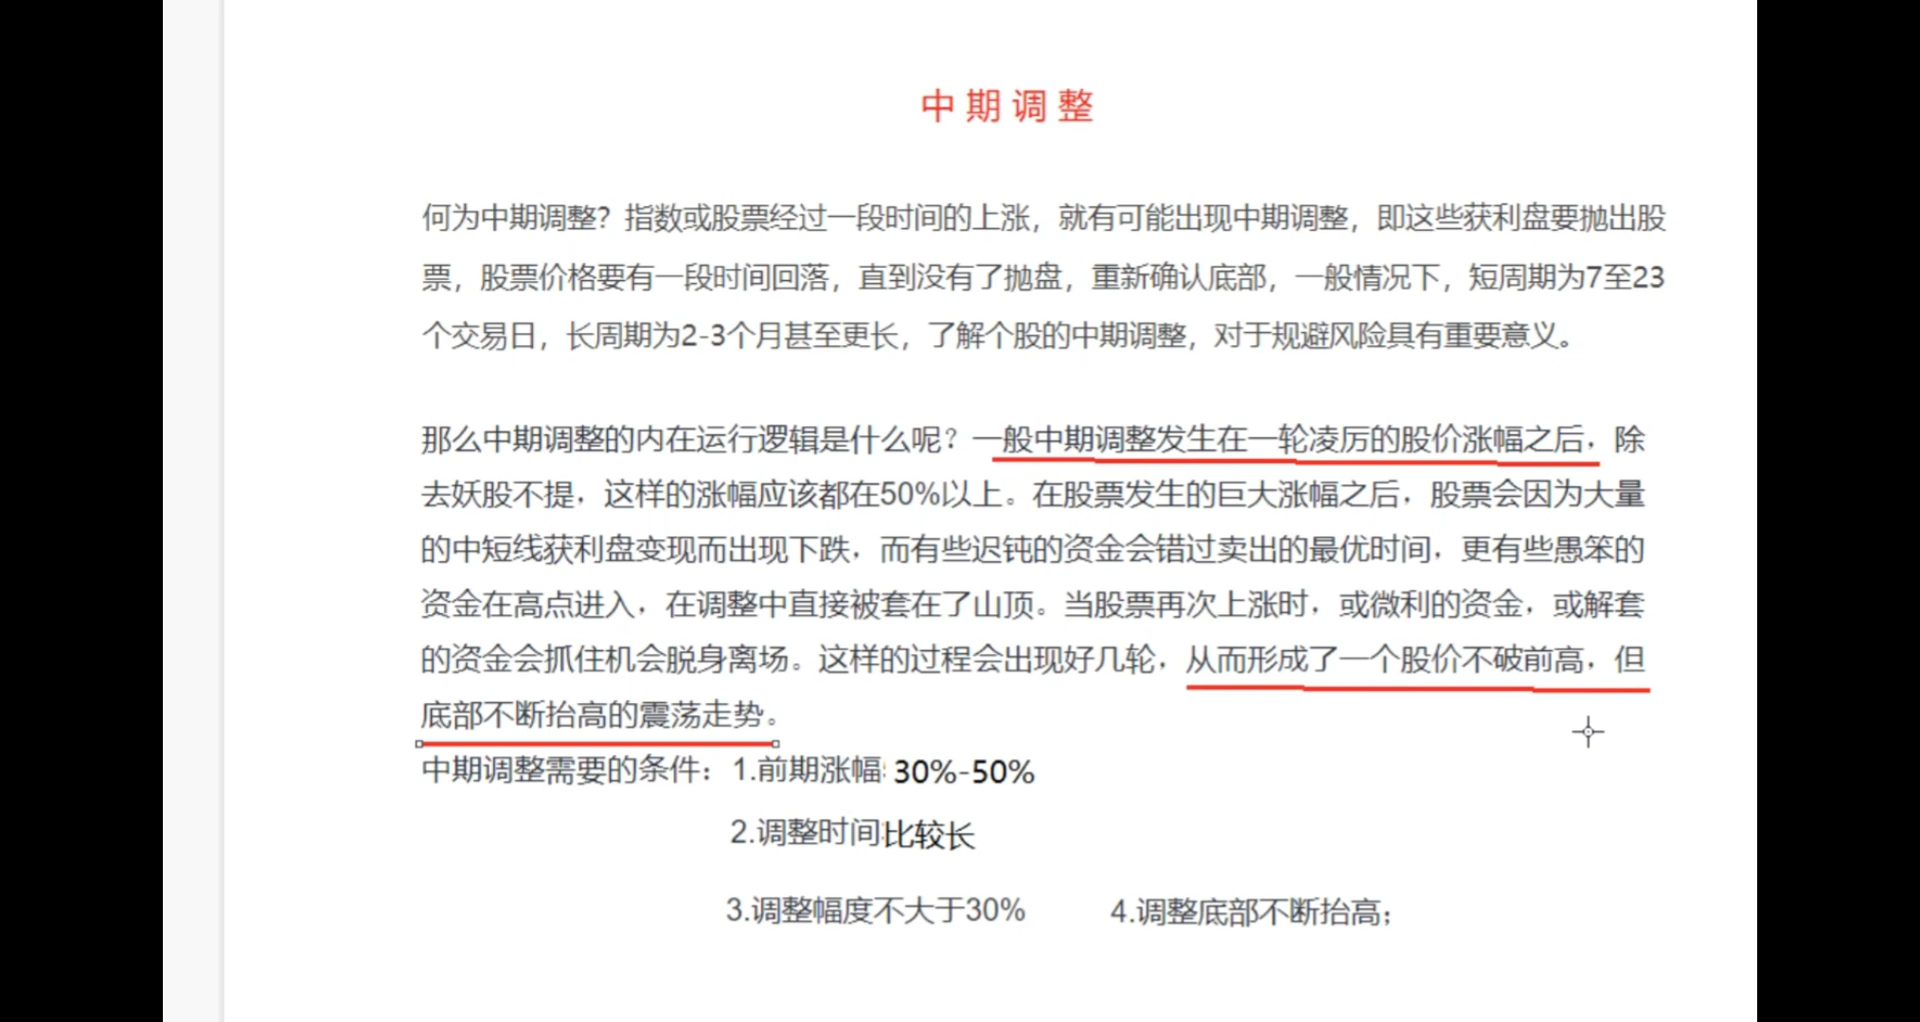 中期调整
何为中期调整？指数或股票经过一段时间的上涨，就有可能出现中期调整，即这些获利盘要抛出股
票，股票价格要有一段时间回落，直到没有了抛盘，重新确认底部，一般情况下，短周期为7至23
个交易日，长周期为2-3个月甚至更长，了解个股的中期调整，对于规避风险具有重要意义。
那么中期调整的内在运行逻辑是什么呢？一般中期调整发生在一轮凌厉的股价涨幅之后，除
去妖股不提，这样的涨幅应该都在50%以上。在股票发生的巨大涨幅之后，股票会因为大量
的中短线获利盘变现而出现下跌，而有些迟钝的资金会错过卖出的最优时间，更有些愚笨的
资金在高点进入，在调整中直接被套在了山顶。当股票再次上涨时，或微利的资金，或解套
的资金会抓住机会脱身离场。这样的过程会出现好几轮，从而形成了一个股价不破前高，但
底部不断抬高的震荡走势。
中期调整需要的条件：1.前期涨幅 30%-50%
2.调整时间比较长
3.调整幅度不大于30% 4.调整底部不断抬高；